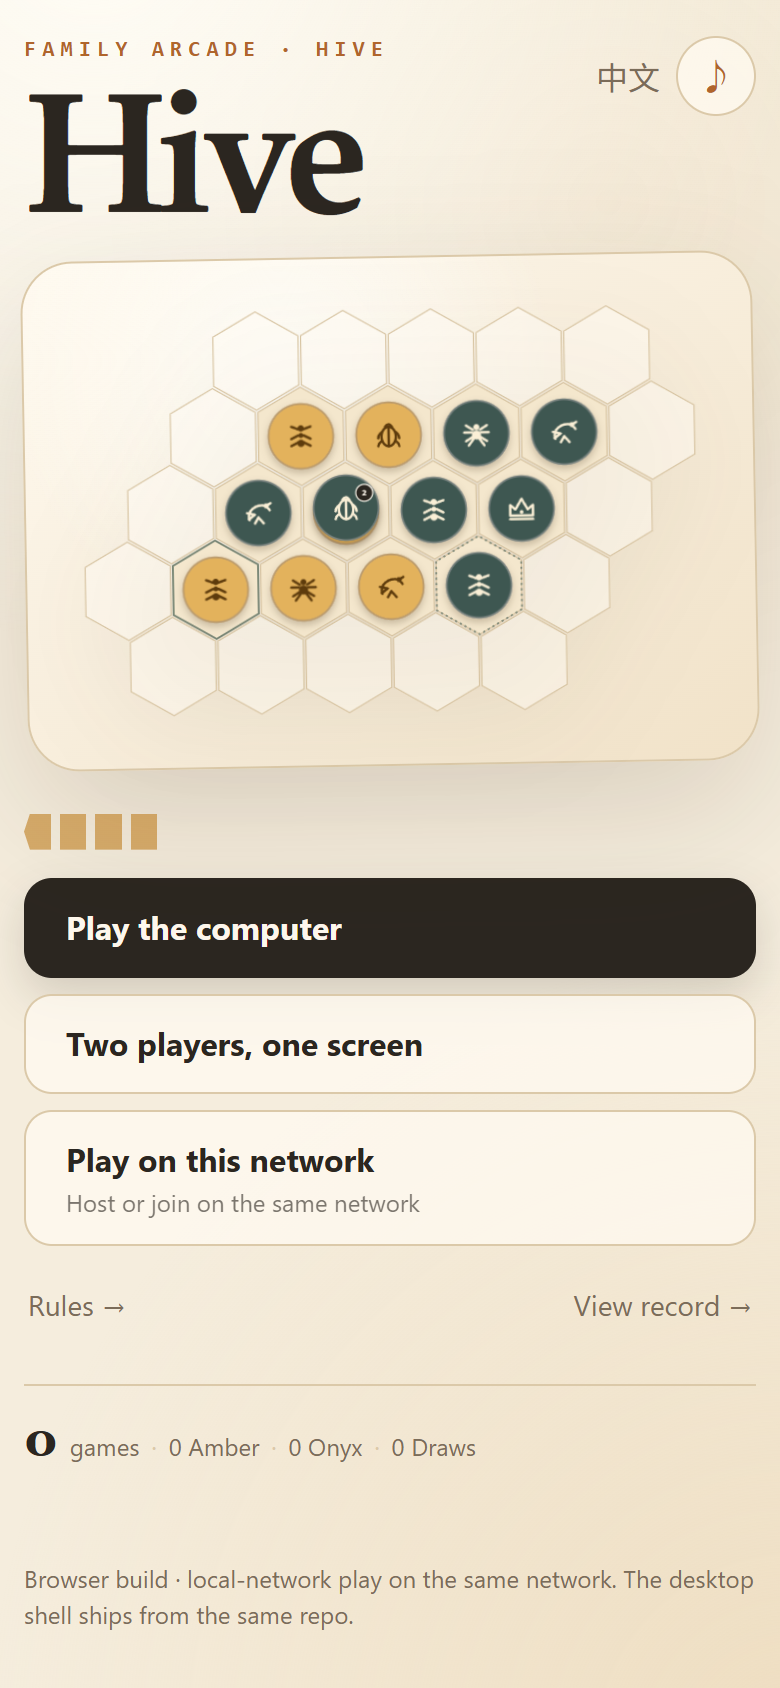 FAMILY ARCADE · HIVE
中文
Hive
2
Play the computer
Two players, one screen
Play on this network
Host or join on the same network
Rules →
View record →
0 games · 0 Amber · 0 Onyx · 0 Draws
Browser build · local-network play on the same network. The desktop
shell ships from the same repo.